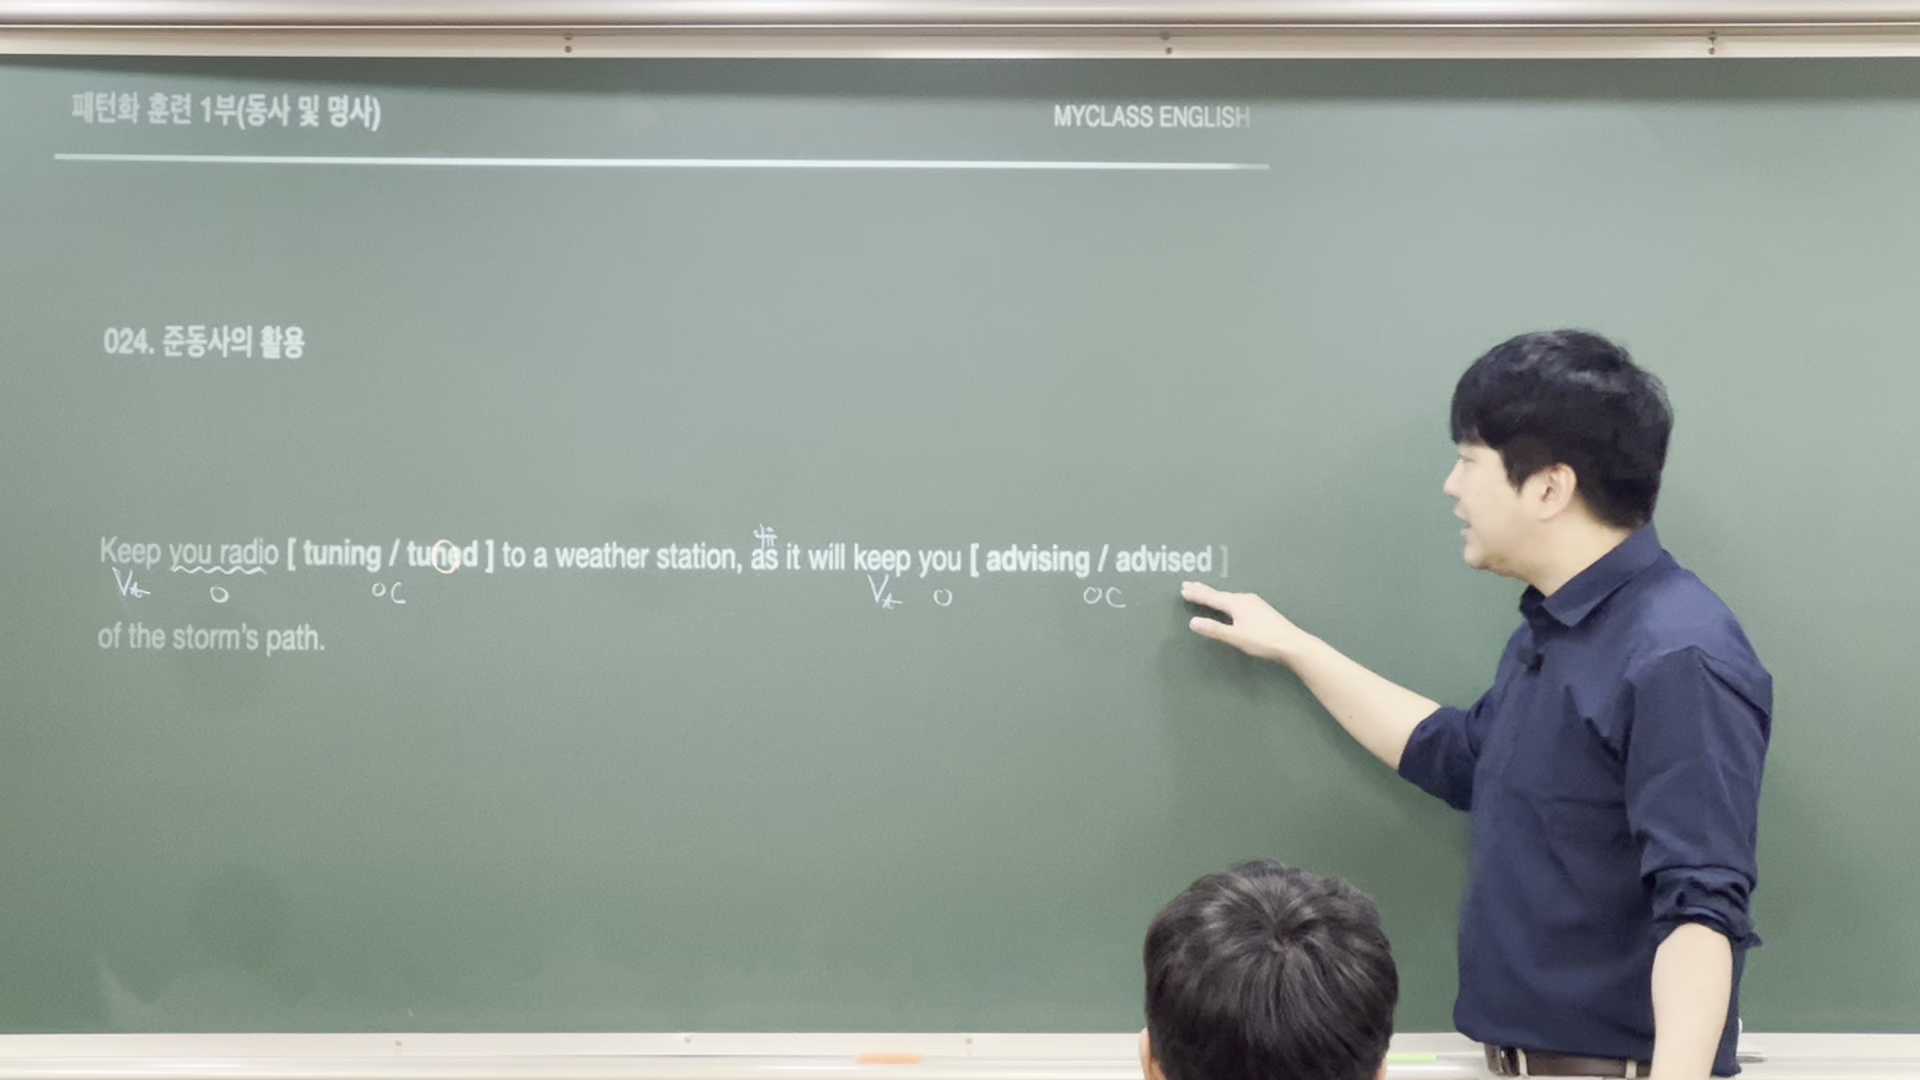 패턴화 훈련 1부(동사 및 명사)
MYCLASS ENGLISH
024. 준동사의 활용
Keep you radio [ tuning / tuned ] to a weather station, as it will keep you [ advising / advised ]
V O OC V O OC
of the storm's path.